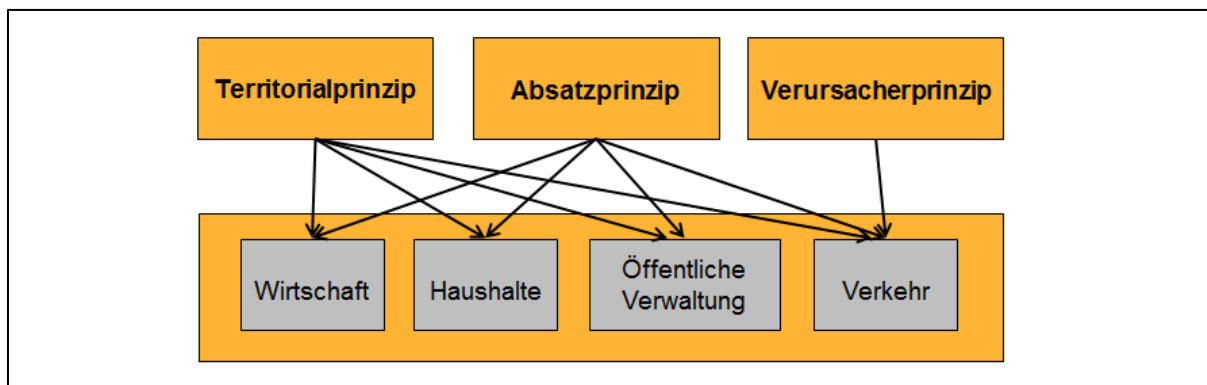 Territorialprinzip
Absatzprinzip
Verursacherprinzip
Wirtschaft
Haushalte
Öffentliche
Verwaltung
Verkehr